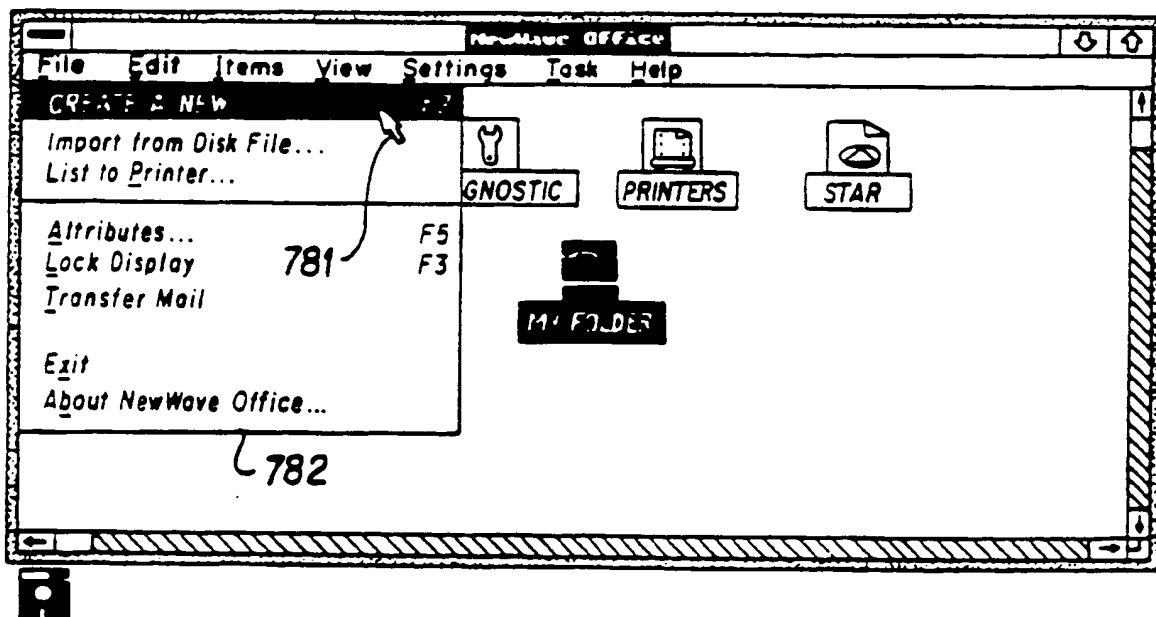 NewWave Office
File Edit Items View Settings Task Help
CREATE A NEW
Import from Disk File...
List to Printer...
Attributes... F5
Lock Display F3
Transfer Mail
Exit
About NewWave Office...
GNOSTIC
PRINTERS
STAR
MY FOLDER
781
782